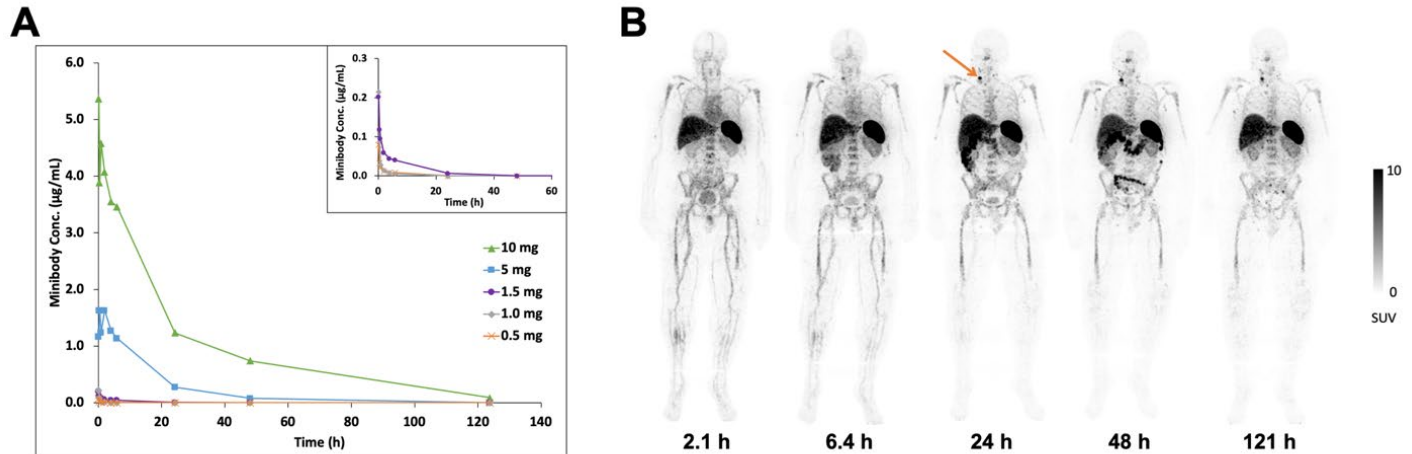 A
6.0
5.0
4.0
3.0
2.0
1.0
0.0
Minibody Conc. (µg/mL)
0 20 40 60 80 100 120 140
Time (h)
0.3
0.2
0.1
0.0
Minibody Conc. (µg/mL)
0 20 40 60
Time (h)
10 mg
5 mg
1.5 mg
1.0 mg
0.5 mg
B
2.1 h 6.4 h 24 h 48 h 121 h
10
0
SUV